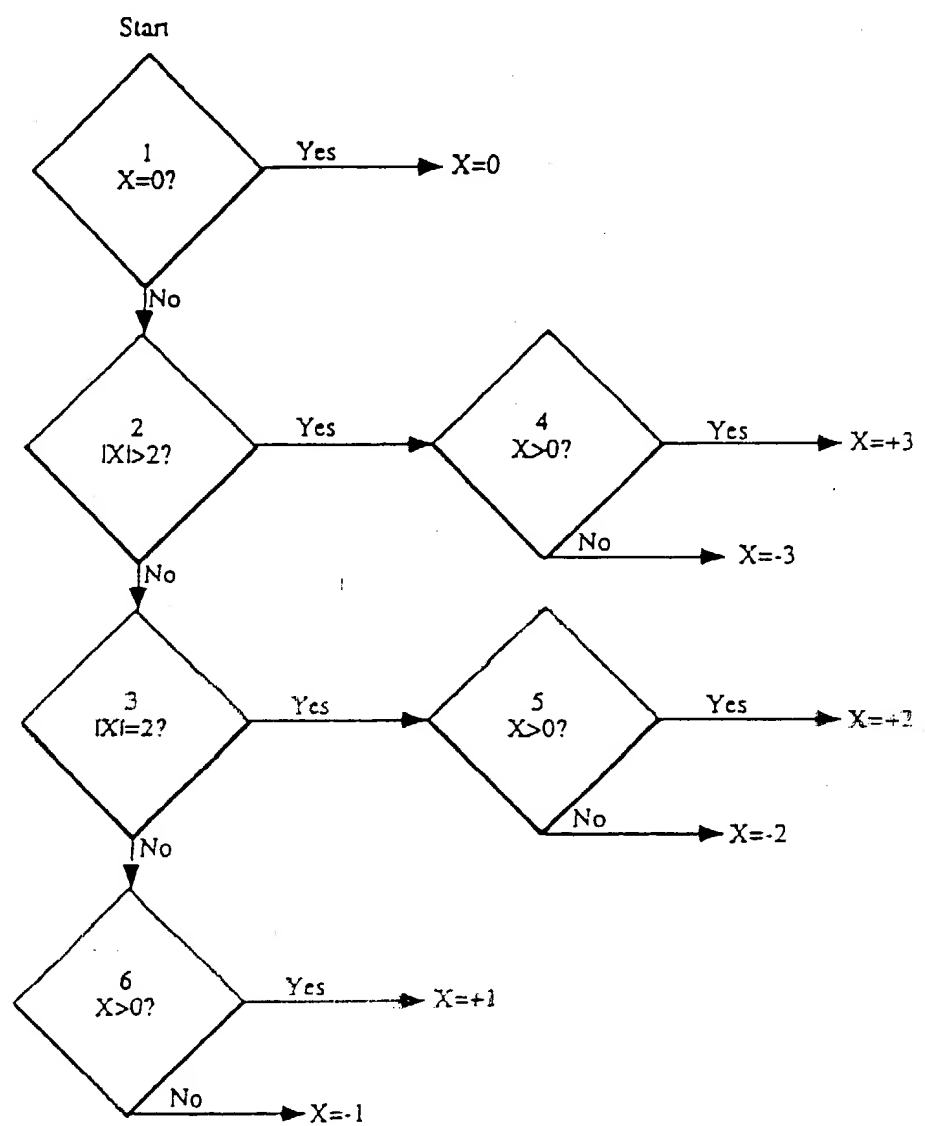 Start
1
X=0?
Yes
X=0
No
2
|X|>2?
Yes
4
X>0?
Yes
X=+3
No
X=-3
No
3
|X|=2?
Yes
5
X>0?
Yes
X=+2
No
X=-2
No
6
X>0?
Yes
X=+1
No
X=-1